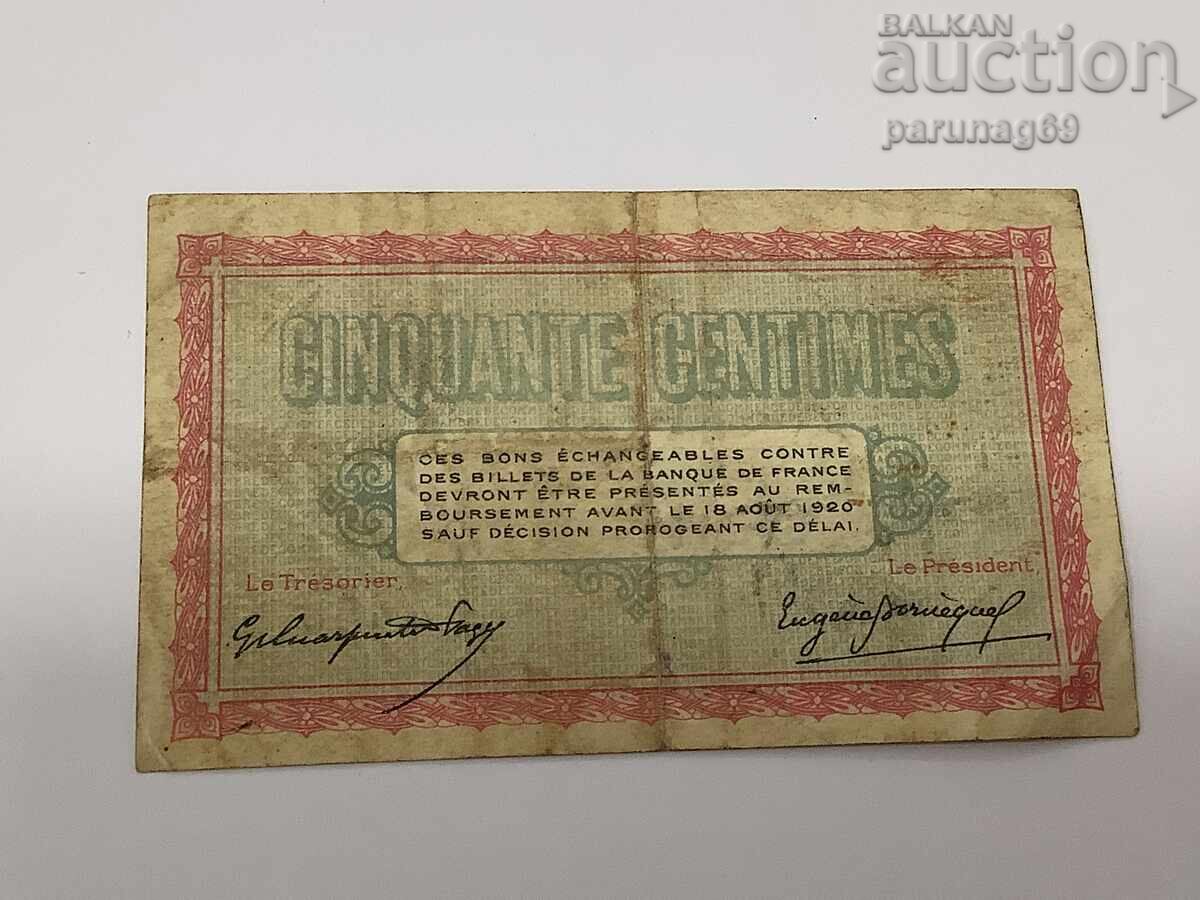 BALKAN
auction
parunag69
CINQUANTE CENTIMES
CES BONS ÉCHANGEABLES CONTRE
DES BILLETS DE LA BANQUE DE FRANCE
DEVRONT ÊTRE PRÉSENTÉS AU REM-
BOURSEMENT AVANT LE 18 AOÛT 1920
SAUF DÉCISION PROROGEANT CE DÉLAI.
Le Trésorier,
Le Président,